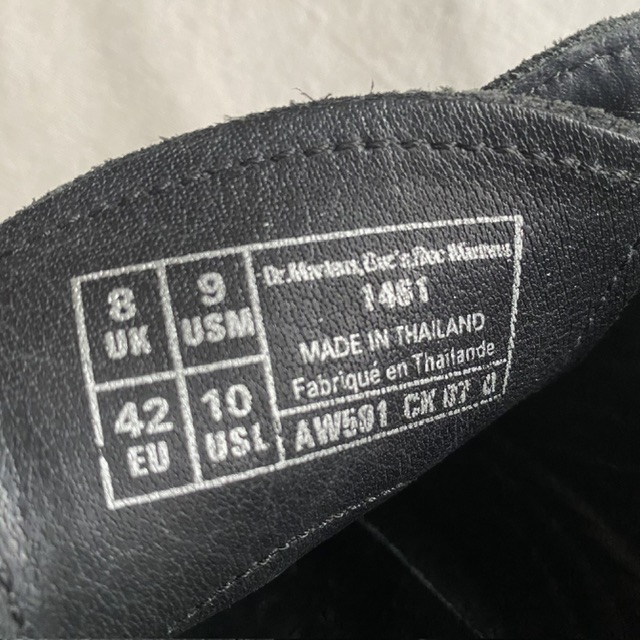 8
UK
9
USM
42
EU
10
USL
Dr. Martens, Doc's, Doc Martens
1461
MADE IN THAILAND
Fabriqué en Thaïlande
AW501